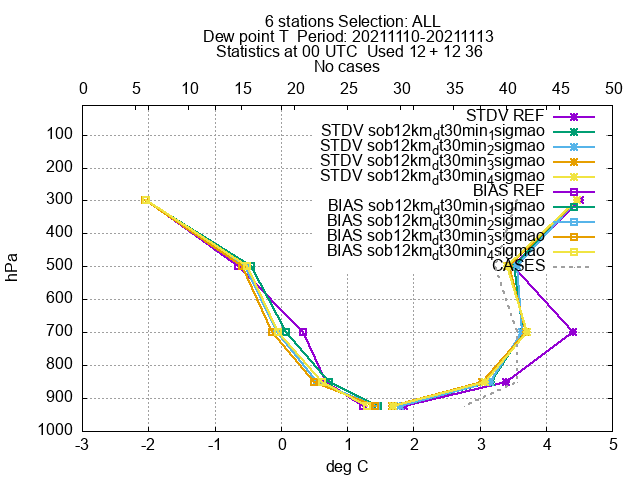 6 stations Selection: ALL
Dew point T  Period: 20211110-20211113
Statistics at 00 UTC  Used 12 + 12 36
No cases
0 5 10 15 20 25 30 35 40 45 50
STDV REF
STDV sob12km_dt30min_1sigmao
STDV sob12km_dt30min_2sigmao
STDV sob12km_dt30min_3sigmao
STDV sob12km_dt30min_4sigmao
BIAS REF
BIAS sob12km_dt30min_1sigmao
BIAS sob12km_dt30min_2sigmao
BIAS sob12km_dt30min_3sigmao
BIAS sob12km_dt30min_4sigmao
CASES
100
200
300
400
500
600
700
800
900
1000
hPa
-3 -2 -1 0 1 2 3 4 5
deg C